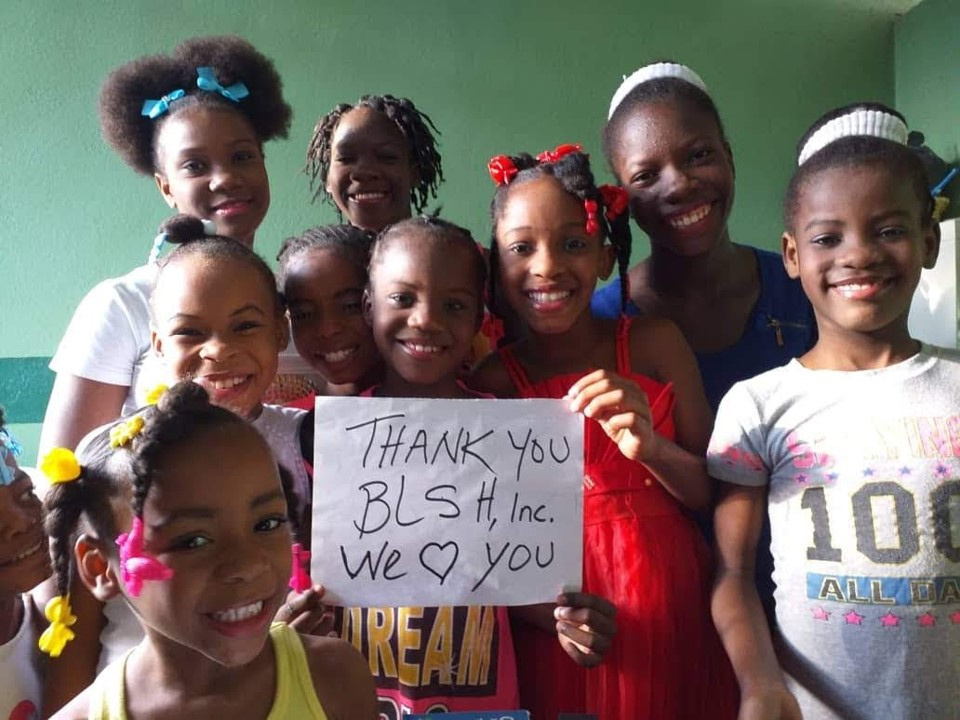 THANK YOU
BLSH, Inc.
We ♡ you
DREAM
100
ALL DA